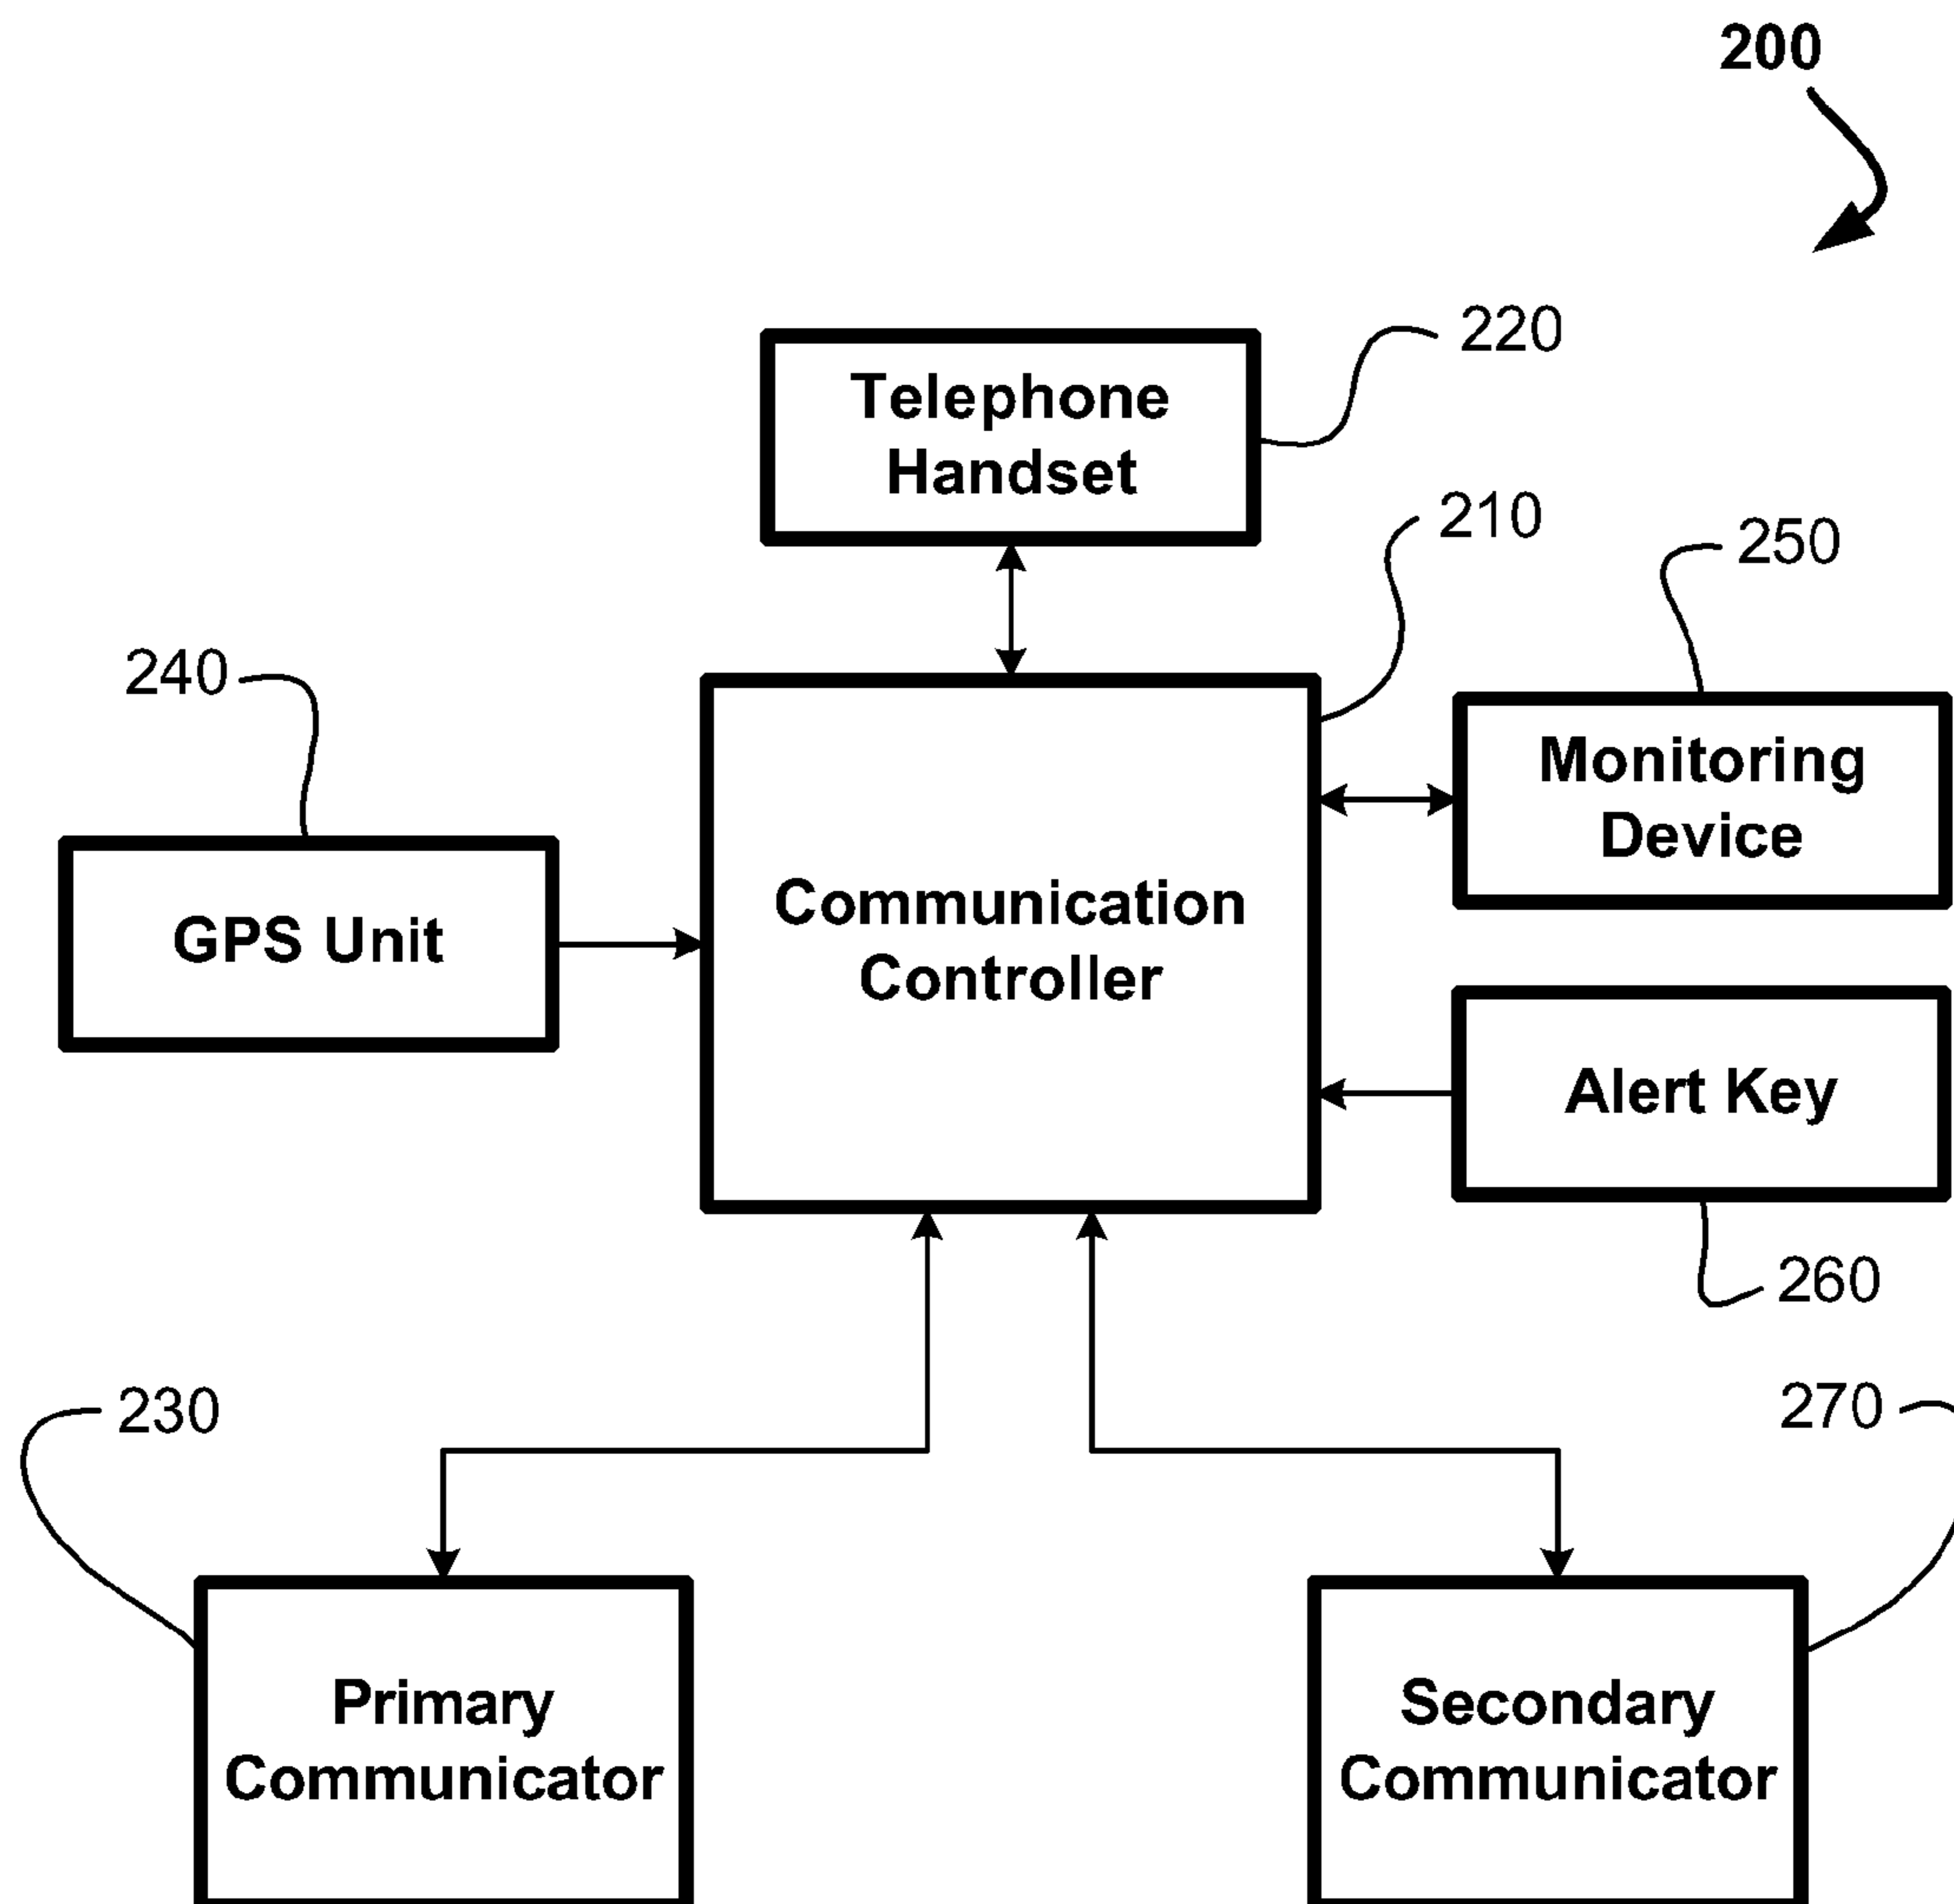 200
220
Telephone
Handset
210
250
240
Monitoring
Device
Communication
Controller
GPS Unit
Alert Key
260
230
270
Primary
Communicator
Secondary
Communicator